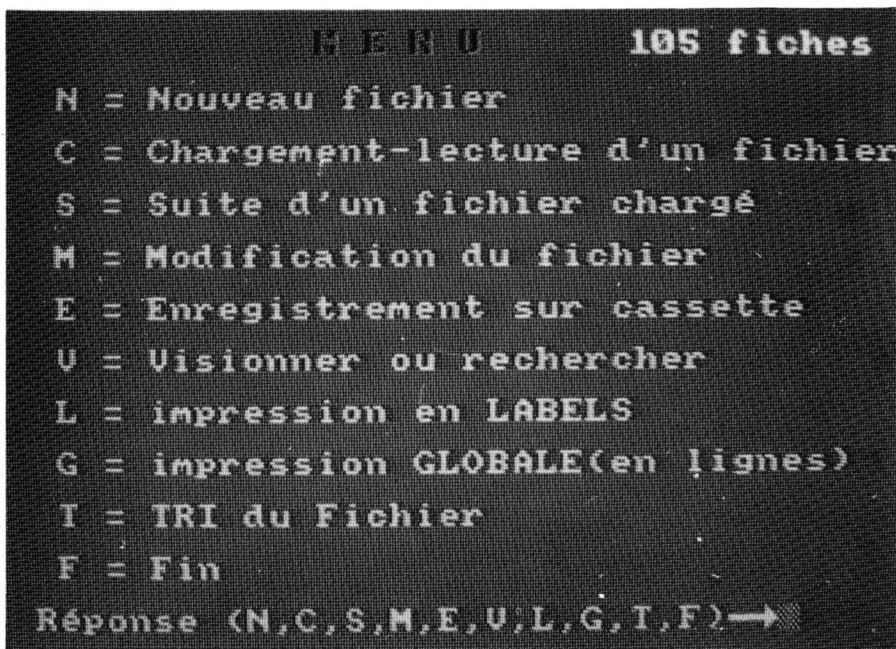 M E N U 105 fiches
N = Nouveau fichier
C = Chargement-lecture d'un fichier
S = Suite d'un fichier chargé
M = Modification du fichier
E = Enregistrement sur cassette
V = Visionner ou rechercher
L = impression en LABELS
G = impression GLOBALE(en lignes)
T = TRI du Fichier
F = Fin
Réponse (N,C,S,M,E,V,L,G,T,F)→